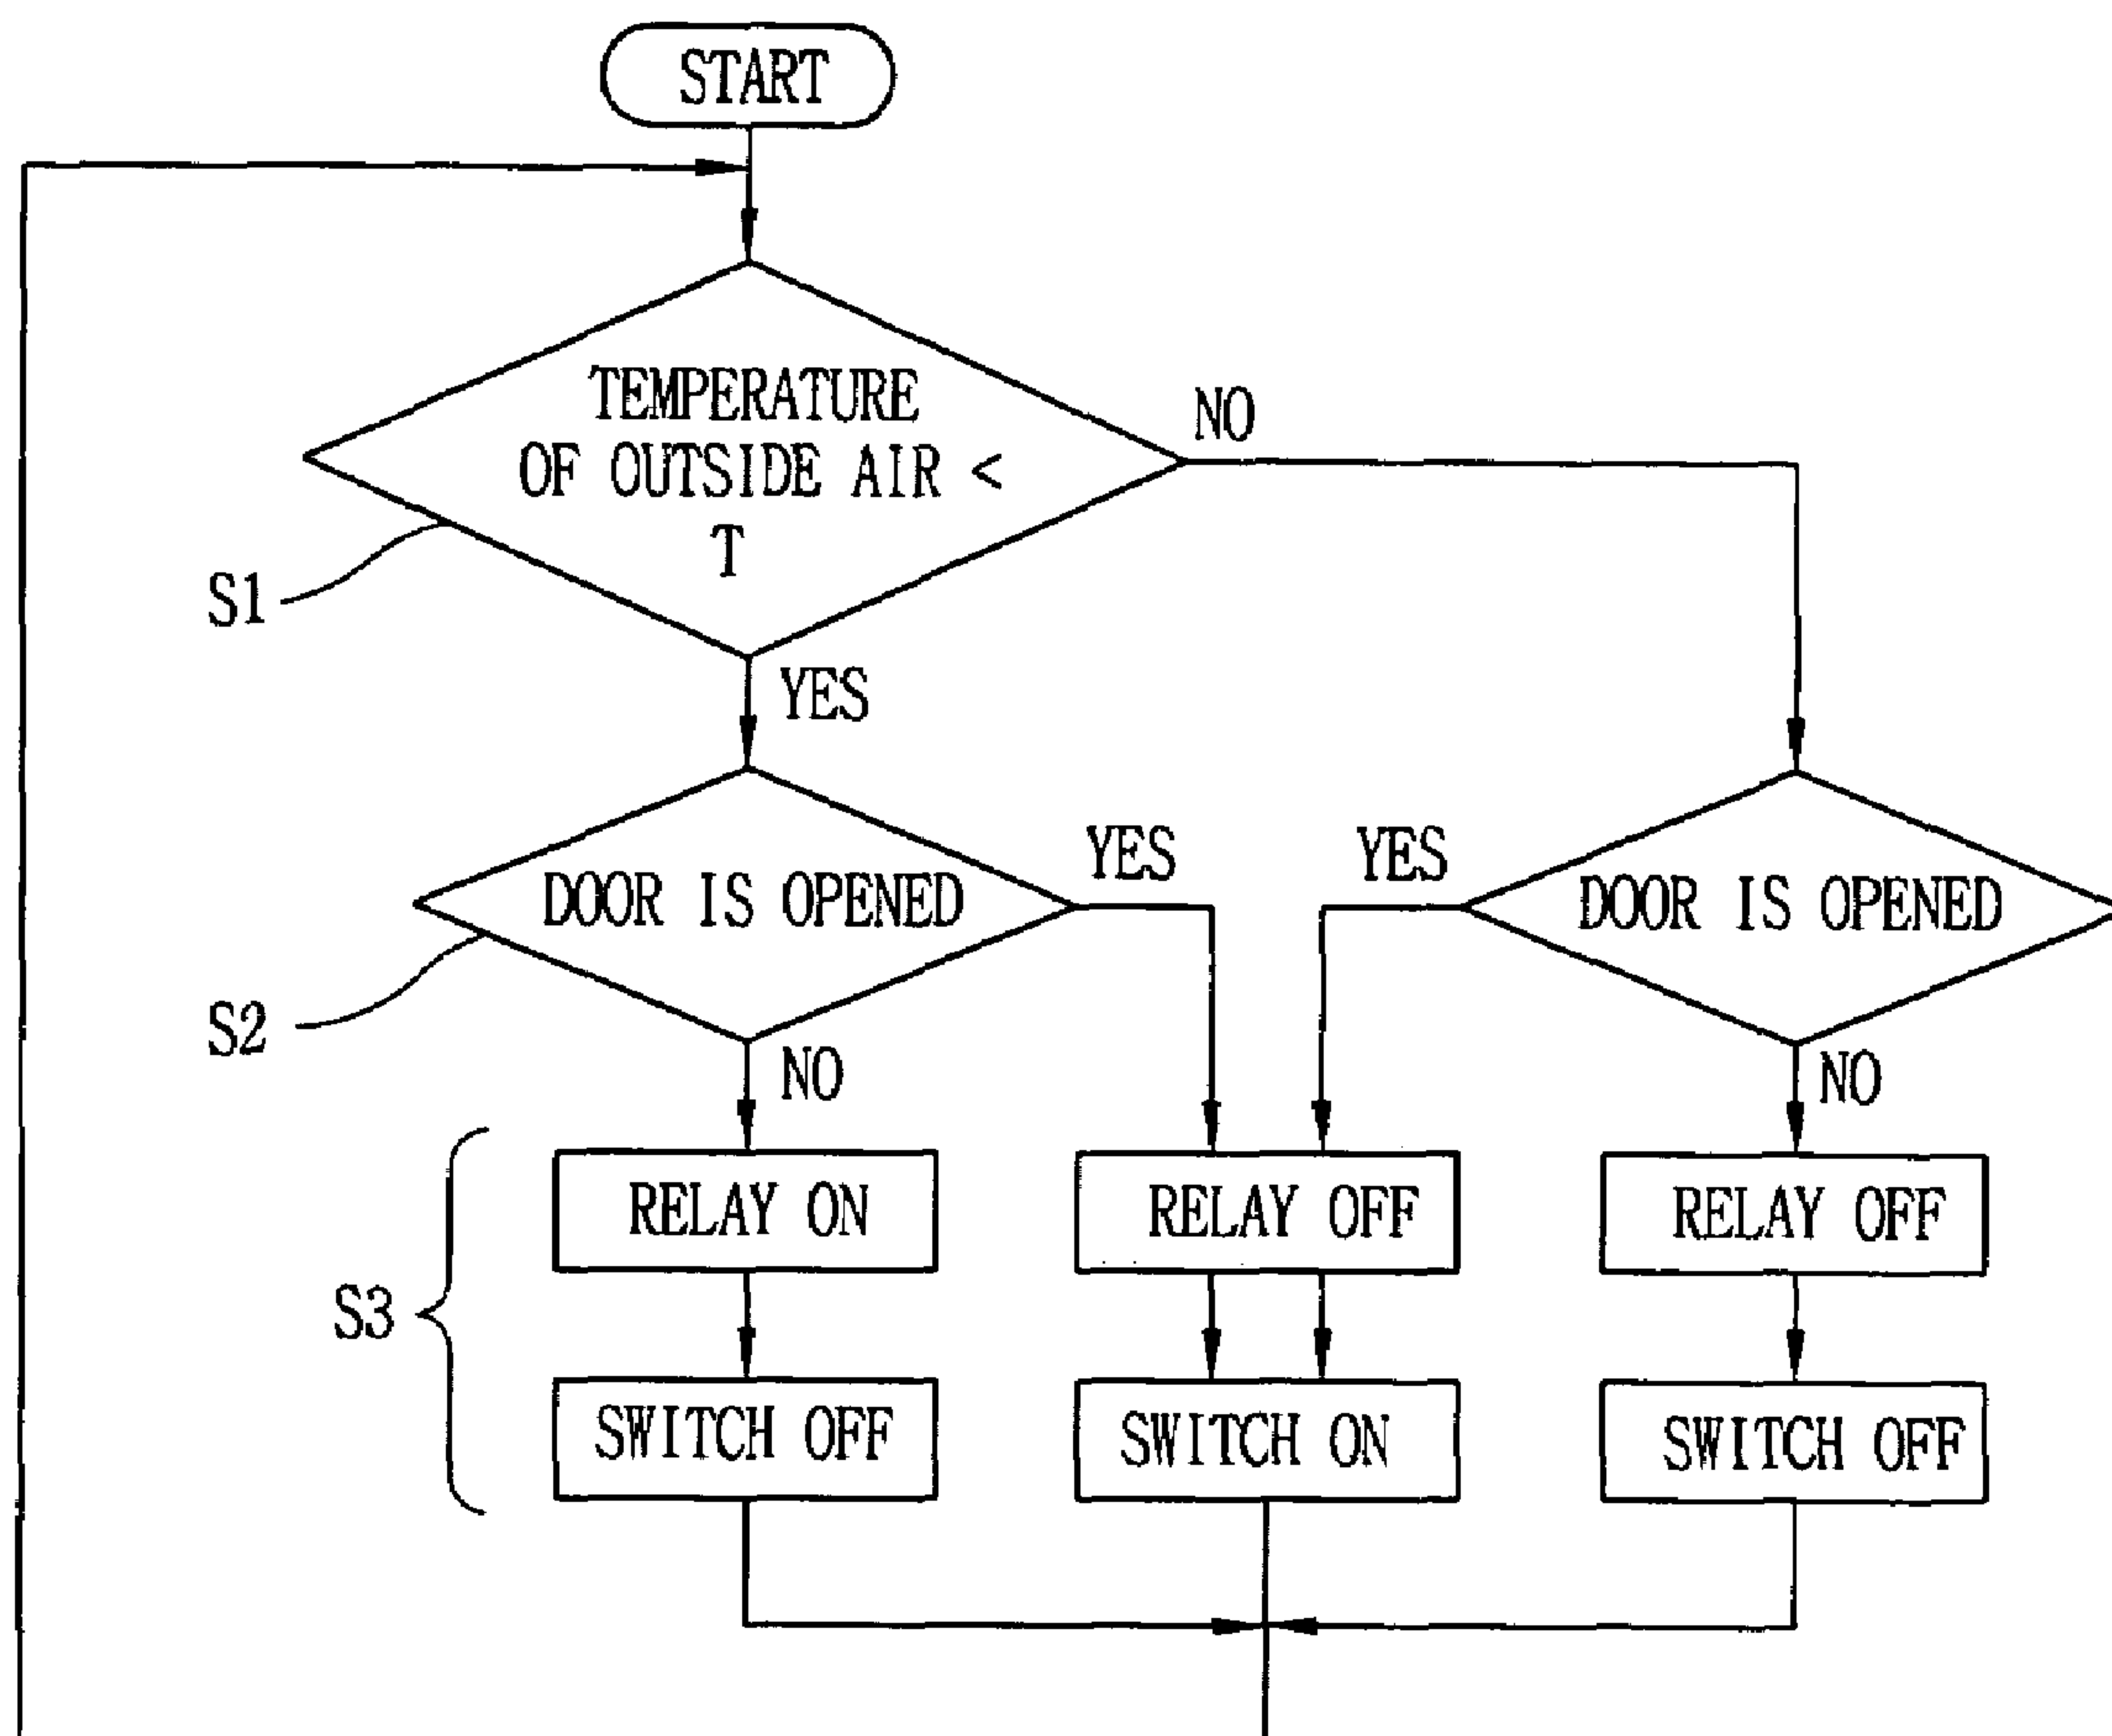 START
TEMPERATURE
OF OUTSIDE AIR <
T
NO
S1
YES
DOOR IS OPENED
YES
YES
DOOR IS OPENED
S2
NO
NO
S3
RELAY ON
RELAY OFF
RELAY OFF
SWITCH OFF
SWITCH ON
SWITCH OFF